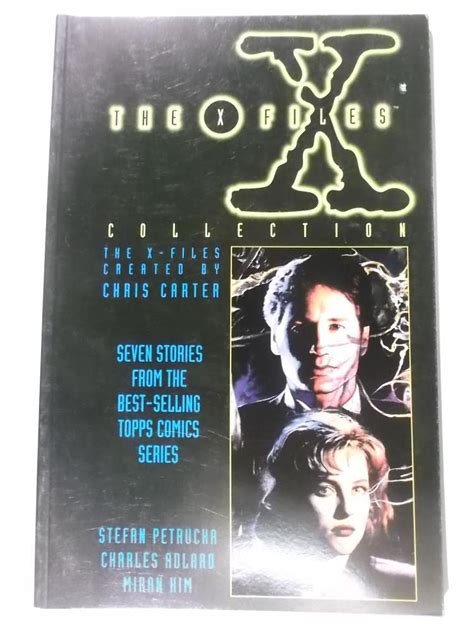 THE X FILES™
COLLECTION
THE X-FILES
CREATED BY
CHRIS CARTER
SEVEN STORIES
FROM THE
BEST-SELLING
TOPPS COMICS
SERIES
STEFAN PETRUCHA
CHARLES ADLARD
MIRAN KIM